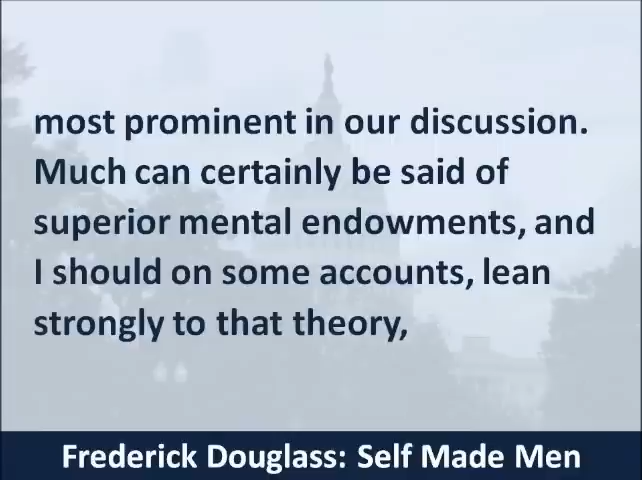 most prominent in our discussion.
Much can certainly be said of
superior mental endowments, and
I should on some accounts, lean
strongly to that theory,
Frederick Douglass: Self Made Men